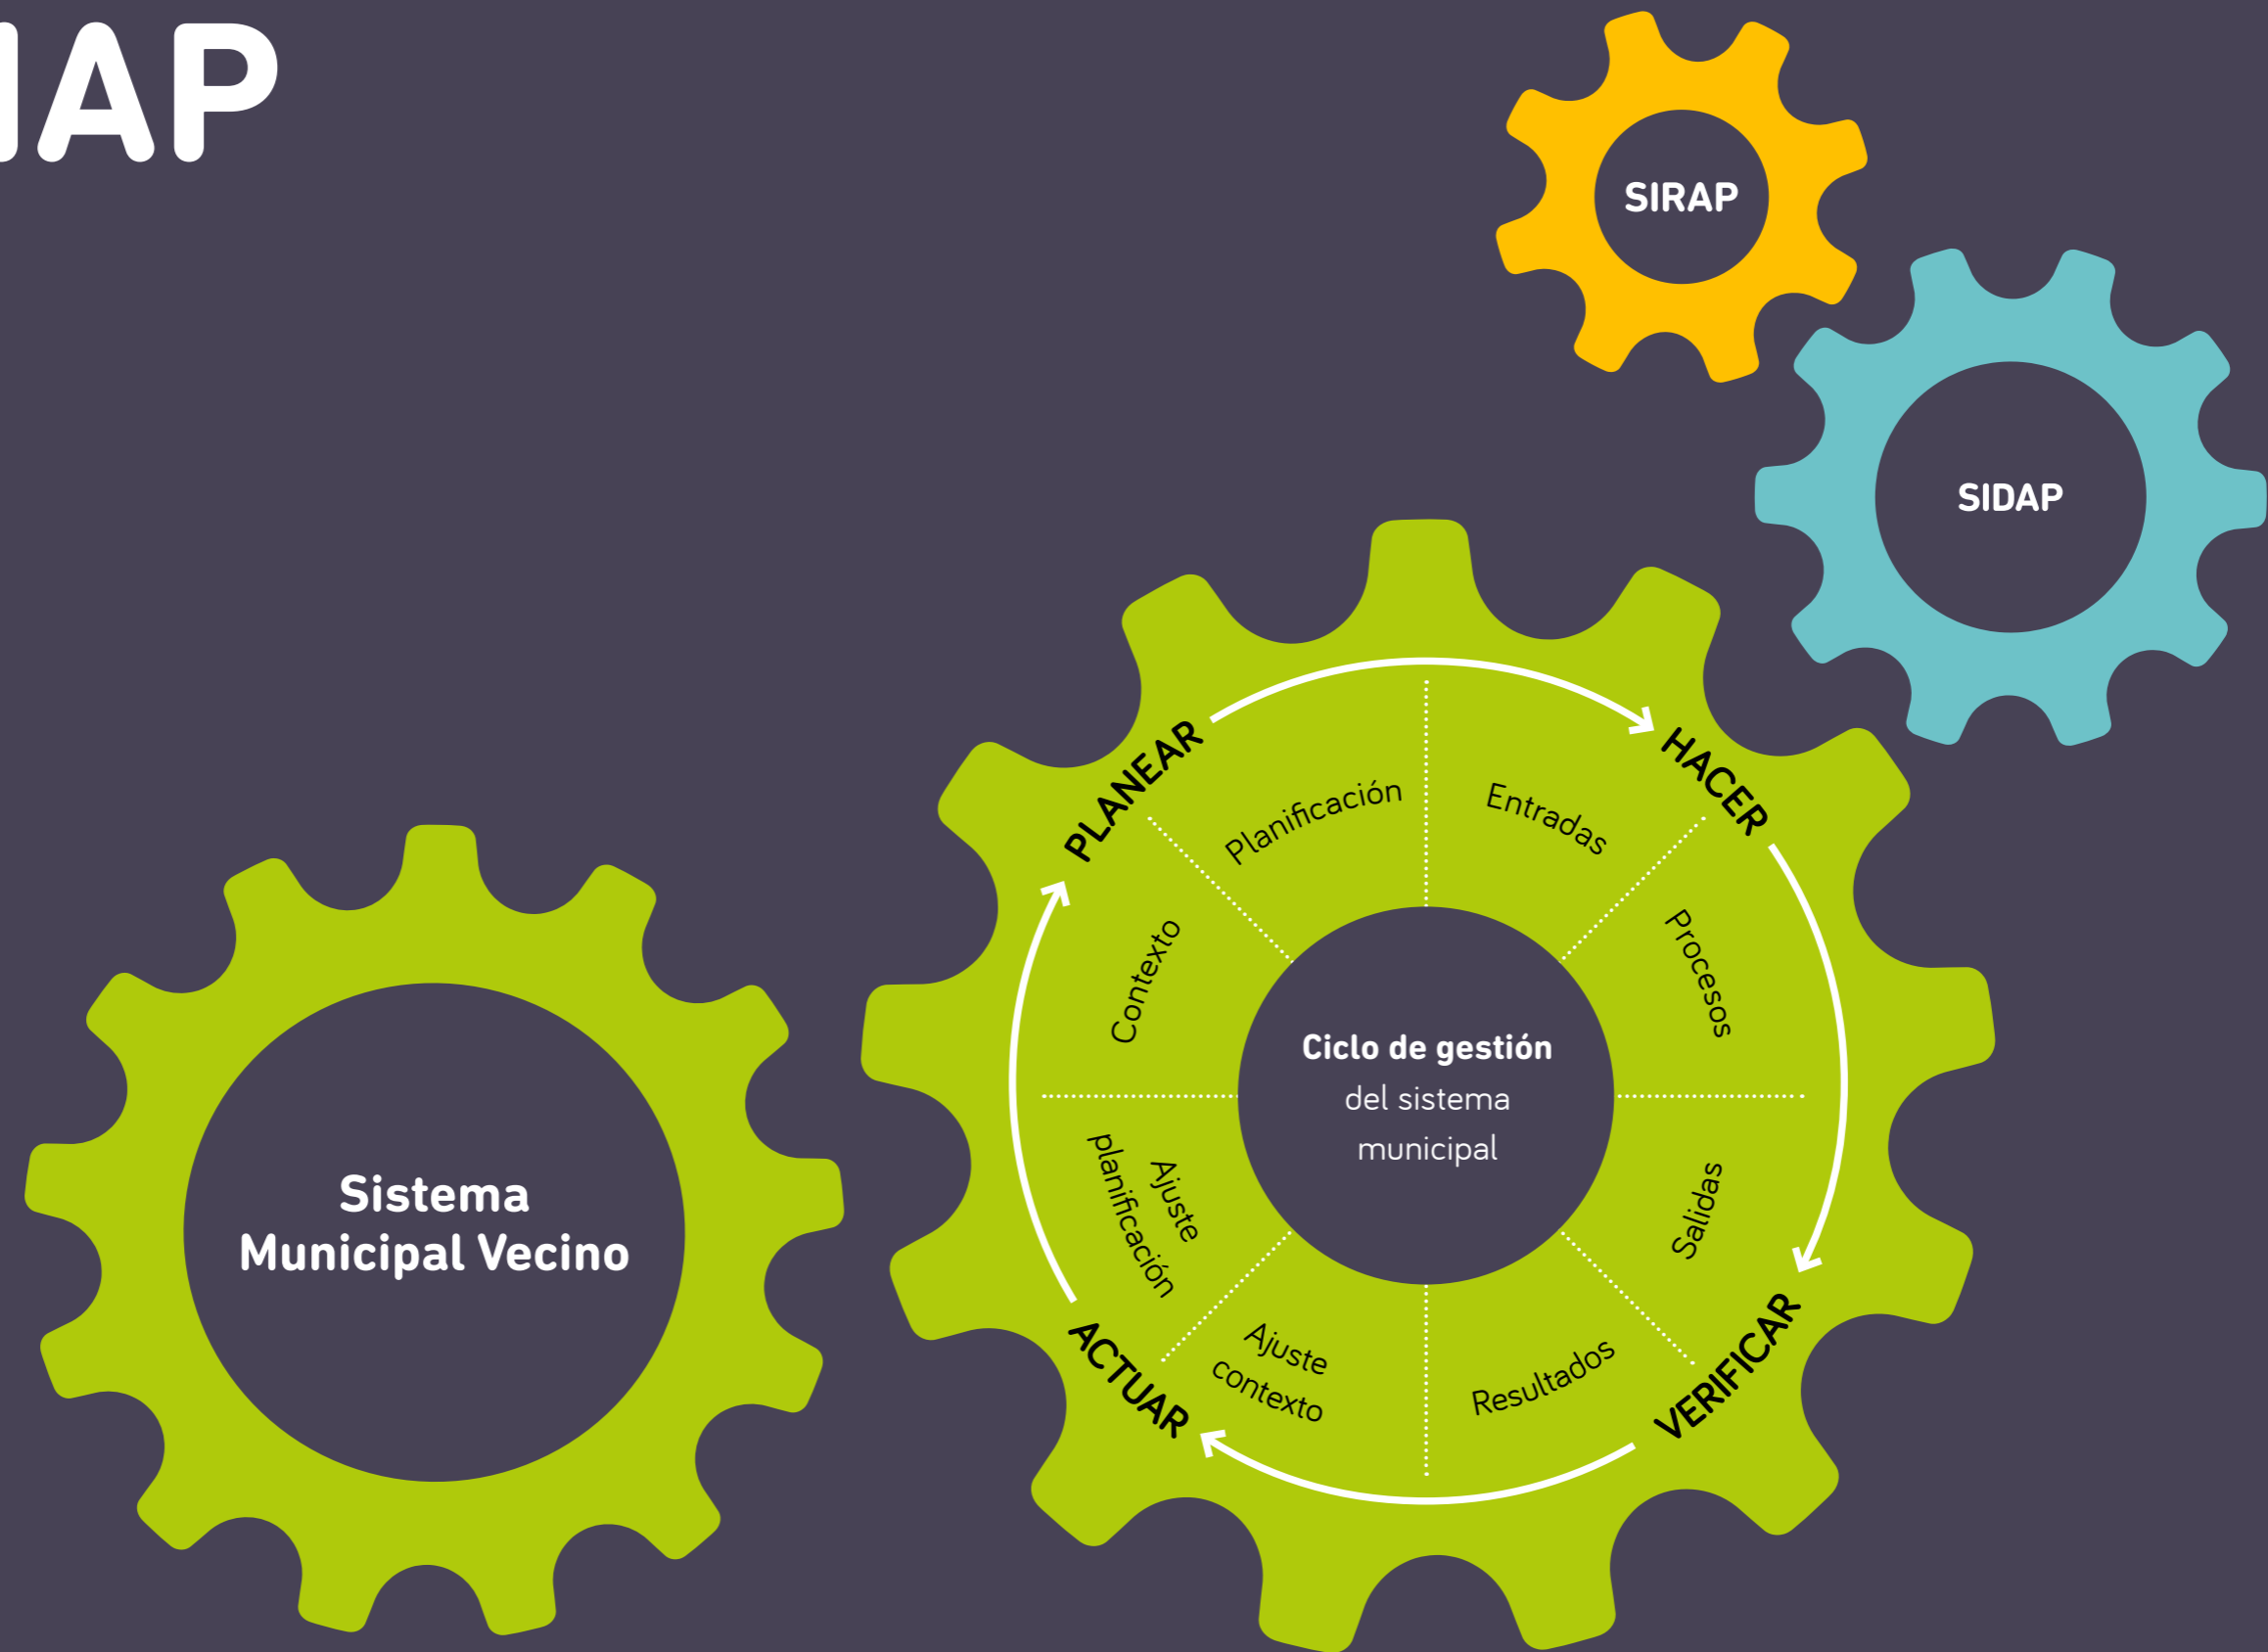 IAP
SIRAP
SIDAP
PLANEAR
HACER
VERIFICAR
ACTUAR
Planificación
Entradas
Procesos
Salidas
Resultados
Ajuste
contexto
Ajuste
planificación
Contexto
Ciclo de gestión
del sistema
municipal
Sistema
Municipal Vecino